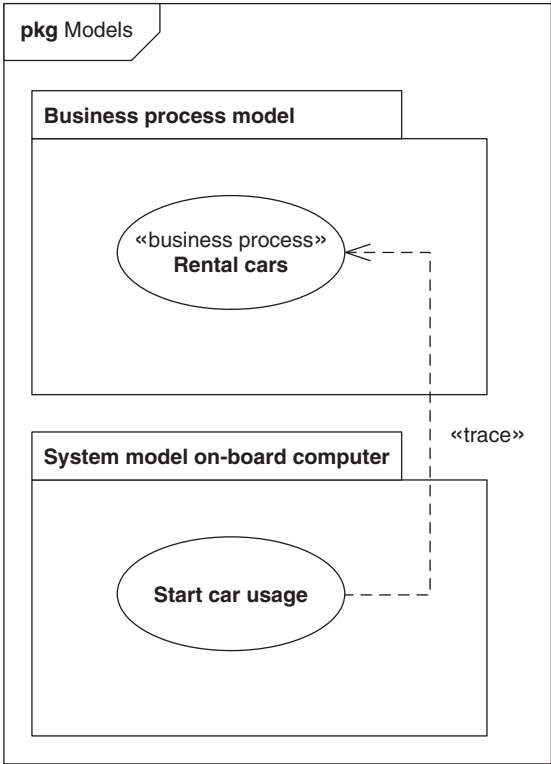 pkg Models
Business process model
«business process»
Rental cars
«trace»
System model on-board computer
Start car usage